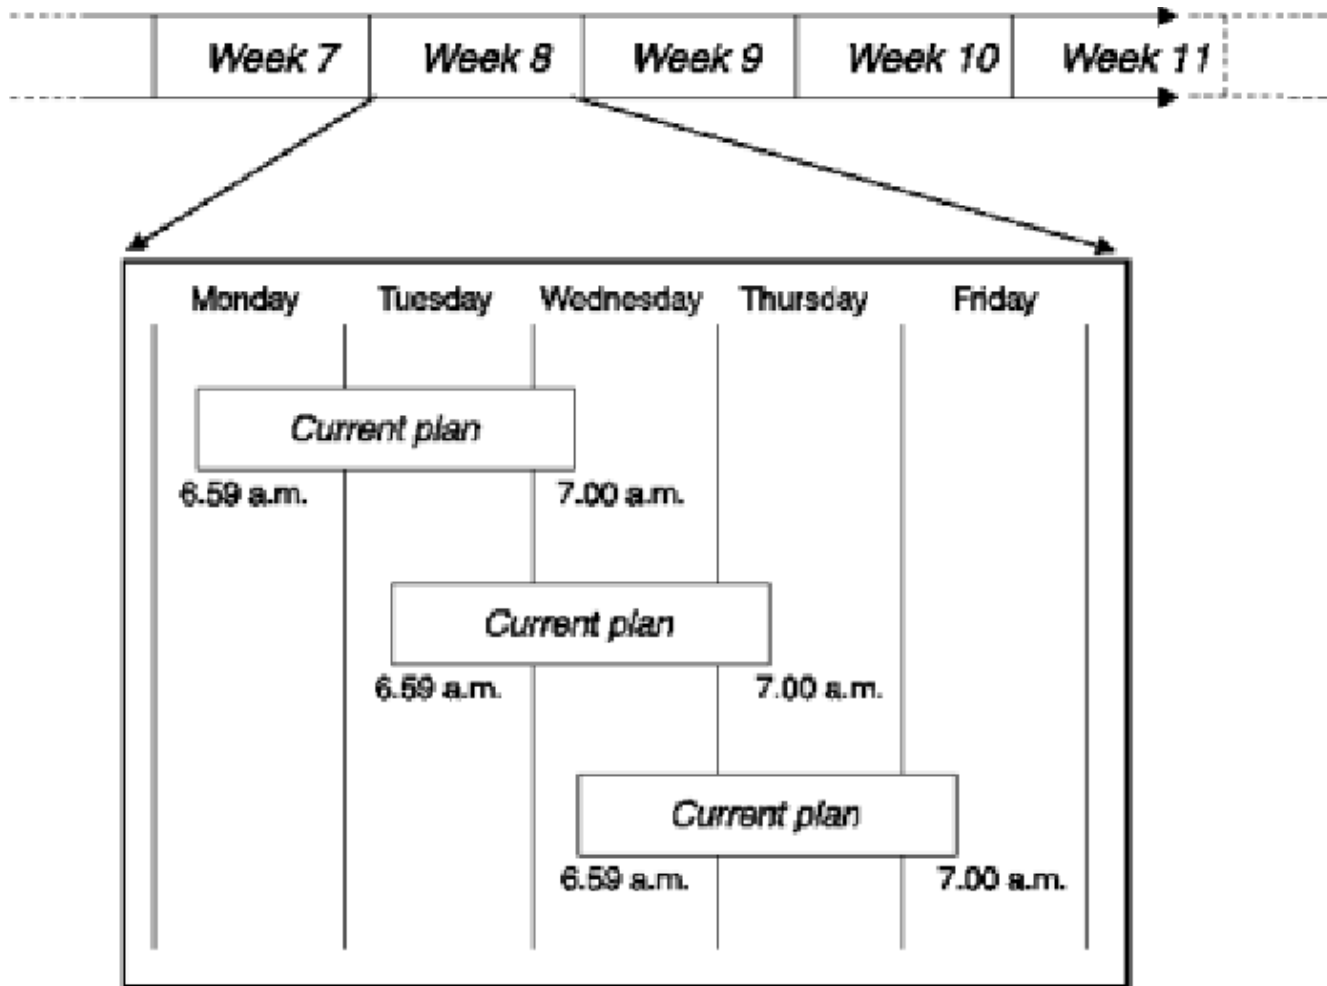 Week 7 Week 8 Week 9 Week 10 Week 11
Monday Tuesday Wednesday Thursday Friday
Current plan
6.59 a.m. 7.00 a.m.
Current plan
6.59 a.m. 7.00 a.m.
Current plan
6.59 a.m. 7.00 a.m.